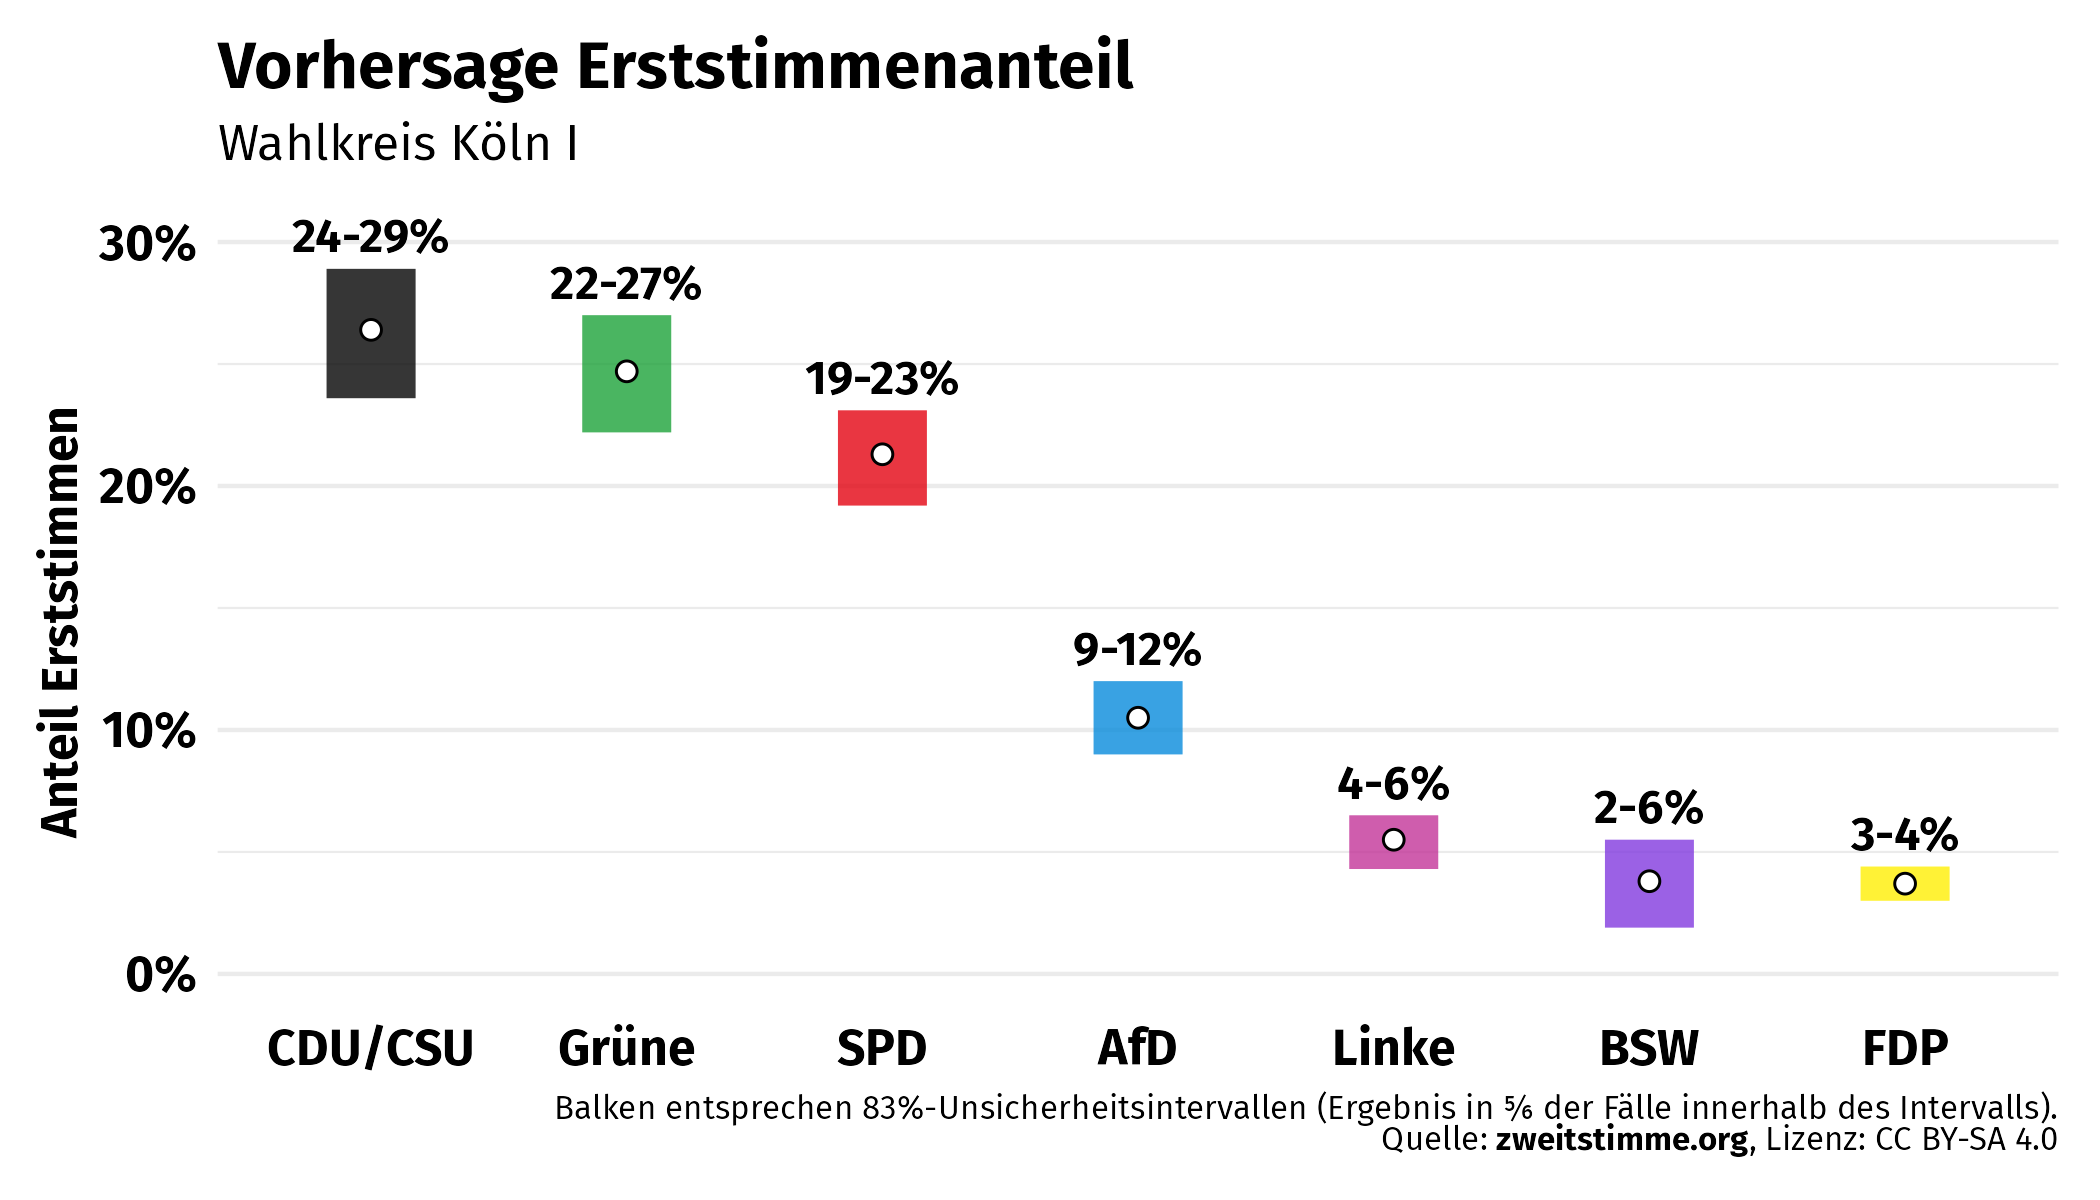 Vorhersage Erststimmenanteil
Wahlkreis Köln I
Anteil Erststimmen
30%
20%
10%
0%
24-29%
22-27%
19-23%
9-12%
4-6%
2-6%
3-4%
CDU/CSU Grüne SPD AfD Linke BSW FDP
Balken entsprechen 83%-Unsicherheitsintervallen (Ergebnis in ⅚ der Fälle innerhalb des Intervalls).
Quelle: zweitstimme.org, Lizenz: CC BY-SA 4.0